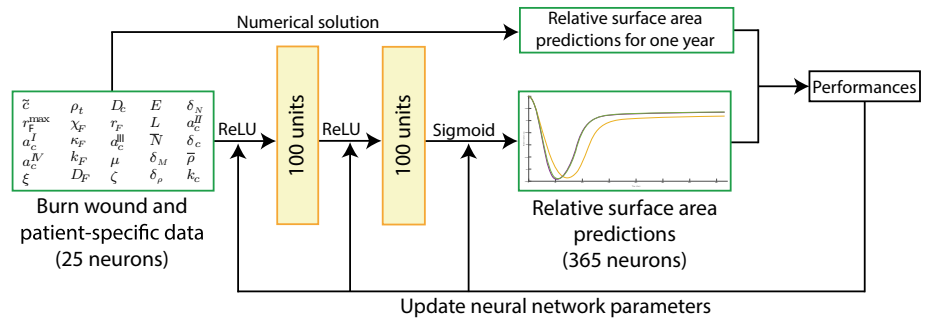 Numerical solution
Relative surface area
predictions for one year
Performances
c̃ ρ_t D_c E δ_N
r_F^max χ_F r_F L a_c^II
a_c^I κ_F a_c^III N̅ δ_c
a_c^IV k_F μ δ_M ρ̅
ξ D_F ζ δ_ρ k_c
ReLU
100 units
ReLU
100 units
Sigmoid
Burn wound and
patient-specific data
(25 neurons)
Relative surface area
predictions
(365 neurons)
Update neural network parameters